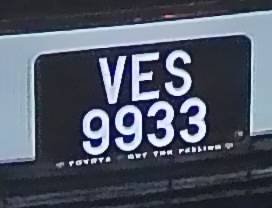 VES
9933
TOYOTA GET THE FEELING